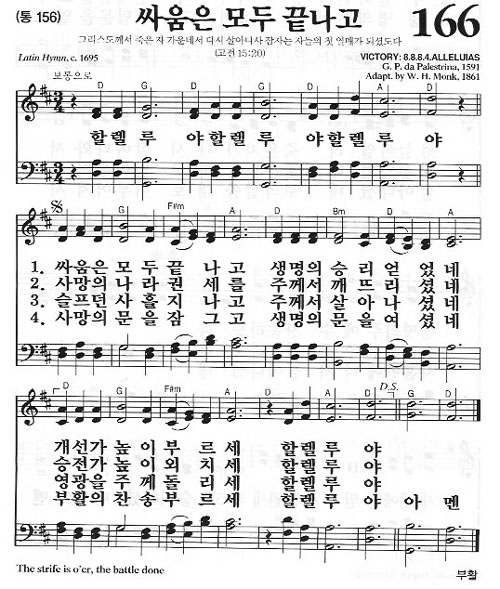 (통 156)
싸움은 모두 끝나고
166
그리스도께서 죽은 자 가운데서 다시 살아나사 잠자는 자들의 첫 열매가 되셨도다
(고전 15:20)
Latin Hymn, c. 1695
VICTORY: 8.8.8.4.ALLELUIAS
G. P. da Palestrina, 1591
Adapt. by W. H. Monk, 1861
보통으로
D G D D A D G D D A D
할렐루 야할렐루 야할렐루 야
D G F#m A D Bm D A
1. 싸움은 모두 끝 나고 생명의 승리 얻 었네
2. 사망의 나라 권 세를 주께서 깨뜨 리 셨네
3. 슬프던 사흘 지 나고 주께서 살아 나 셨네
4. 사망의 문을 잠 그고 생명의 문을 여 셨네
D G F#m A D A D D.S. G D
개선가 높이 부 르세 할렐루 야
승전가 높이 외 치세 할렐루 야
영광을 주께 돌 리세 할렐루 야
부활의 찬송 부 르세 할렐루 야 아 멘
The strife is o'er, the battle done
부활